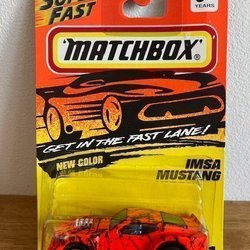 SUPER
FAST
YEARS
MATCHBOX
GET IN THE FAST LANE!
NEW COLOR
IMSA
MUSTANG